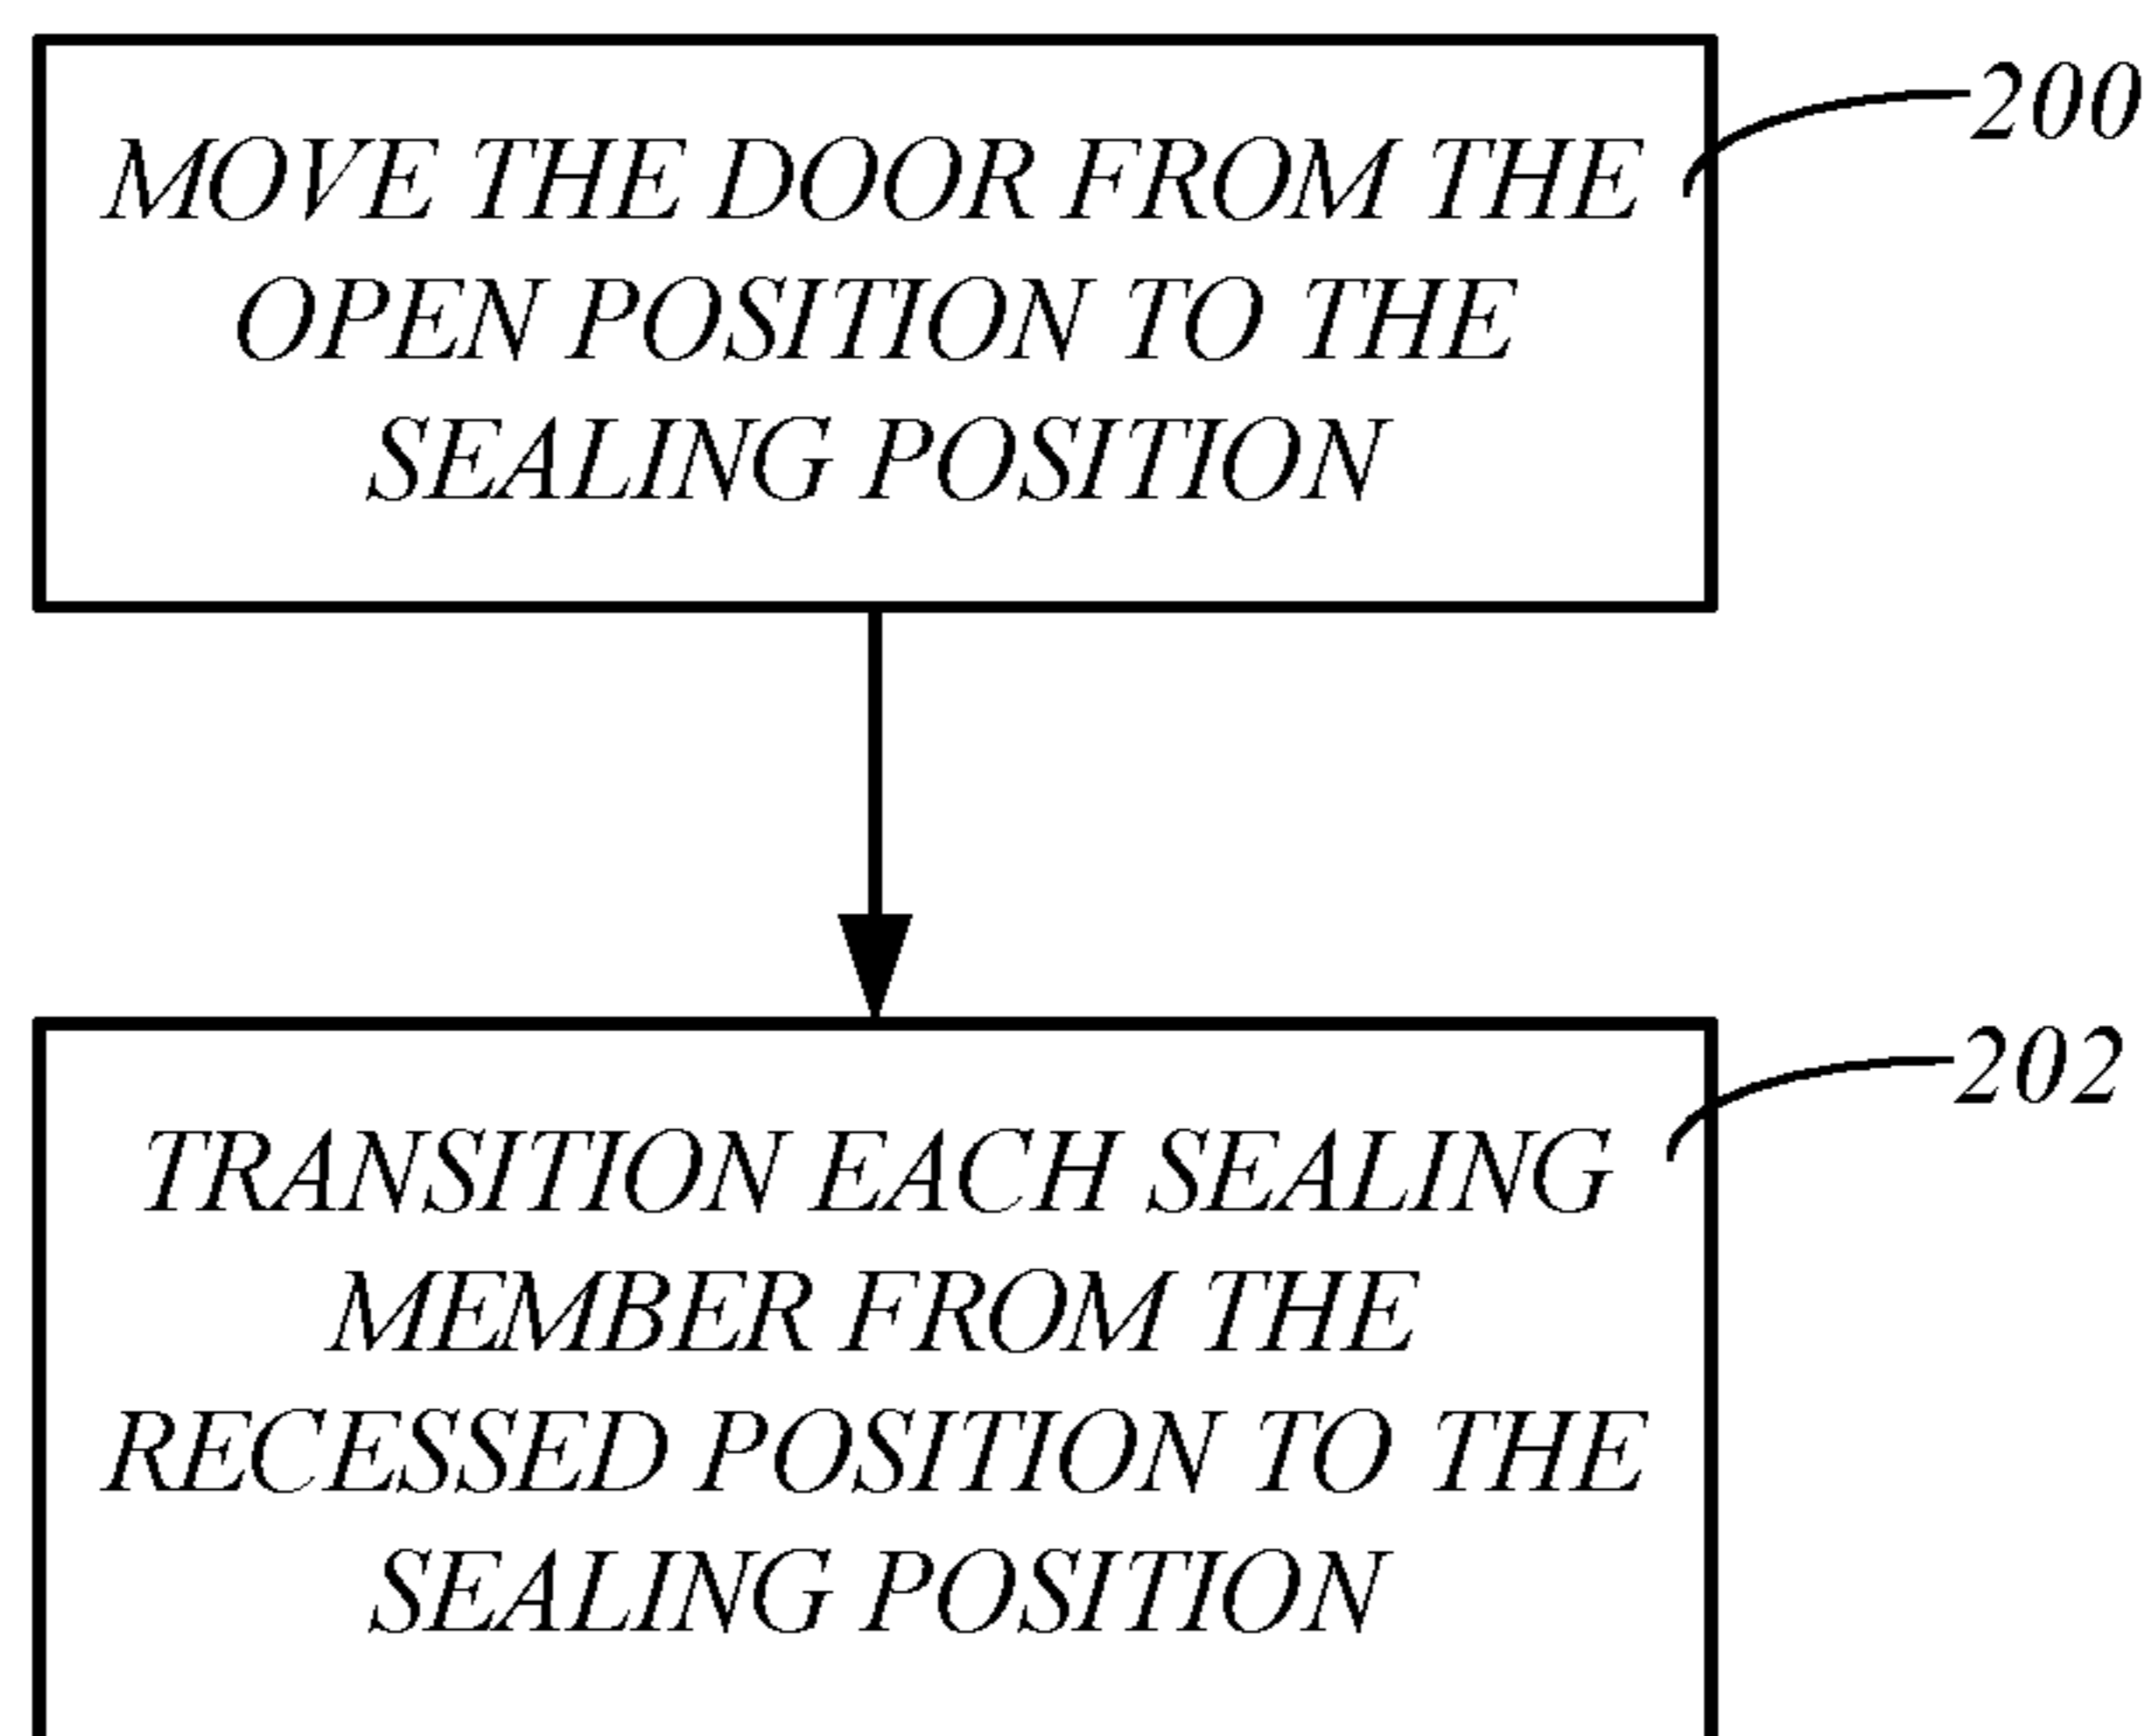 MOVE THE DOOR FROM THE
OPEN POSITION TO THE
SEALING POSITION
200
TRANSITION EACH SEALING
MEMBER FROM THE
RECESSED POSITION TO THE
SEALING POSITION
202